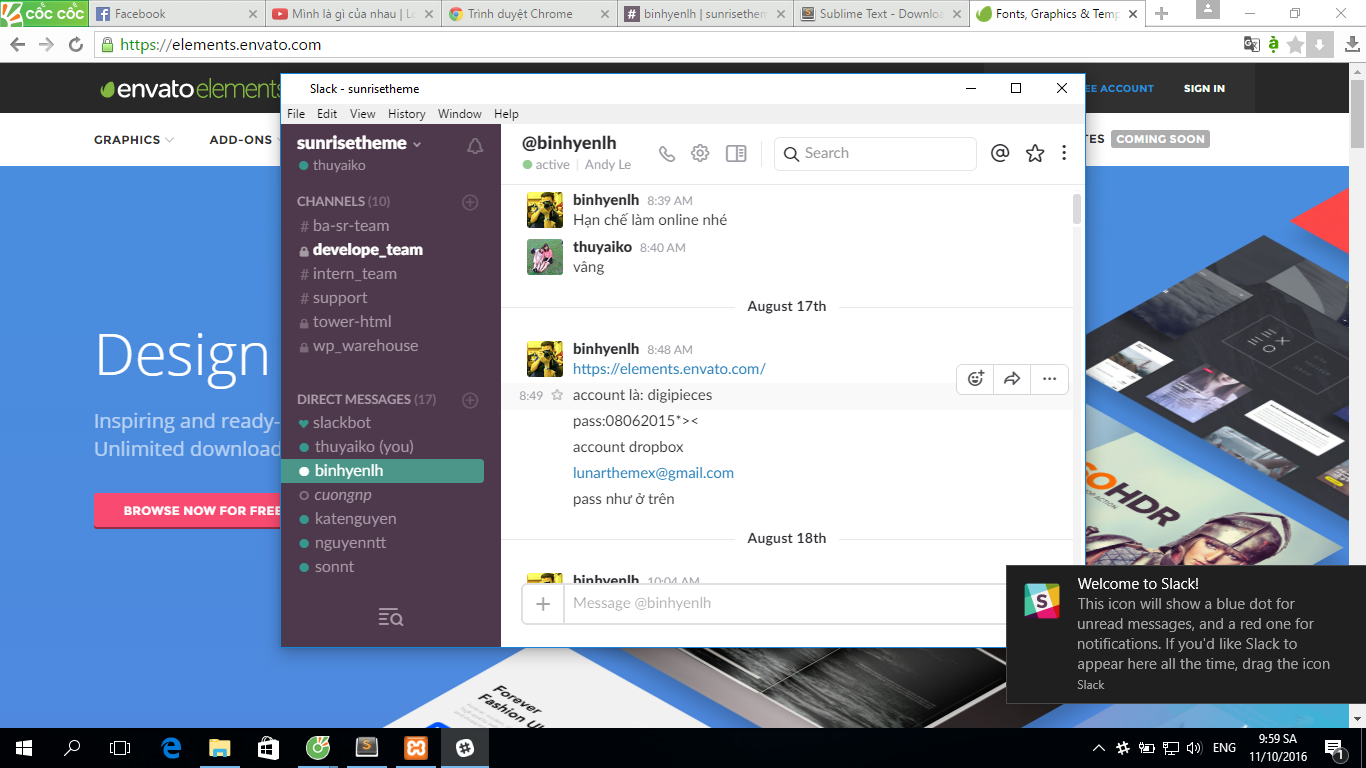 cốc cốc
Facebook
Mình là gì của nhau | Lo
Trình duyệt Chrome
binhyenlh | sunrisethem
Sublime Text - Downloa
Fonts, Graphics & Temp
https://elements.envato.com
envato elements
EE ACCOUNT
SIGN IN
GRAPHICS
ADD-ONS
TES
COMING SOON
Design
Inspiring and ready-
Unlimited download
BROWSE NOW FOR FREE
Slack - sunrisetheme
File Edit View History Window Help
sunrisetheme
thuyaiko
CHANNELS (10)
# ba-sr-team
develope_team
# intern_team
# support
tower-html
wp_warehouse
DIRECT MESSAGES (17)
slackbot
thuyaiko (you)
binhyenlh
cuongnp
katenguyen
nguyenntt
sonnt
@binhyenlh
active | Andy Le
Search
binhyenlh 8:39 AM
Hạn chế làm online nhé
thuyaiko 8:40 AM
vâng
August 17th
binhyenlh 8:48 AM
https://elements.envato.com/
8:49 account là: digipieces
pass:08062015*><
account dropbox
lunarthemex@gmail.com
pass như ở trên
August 18th
binhyenlh 10:04 AM
Message @binhyenlh
Welcome to Slack!
This icon will show a blue dot for
unread messages, and a red one for
notifications. If you'd like Slack to
appear here all the time, drag the icon
Slack
GOHDR
FOR ACTION
Forever
Fashion UI
ENG
9:59 SA
11/10/2016
1